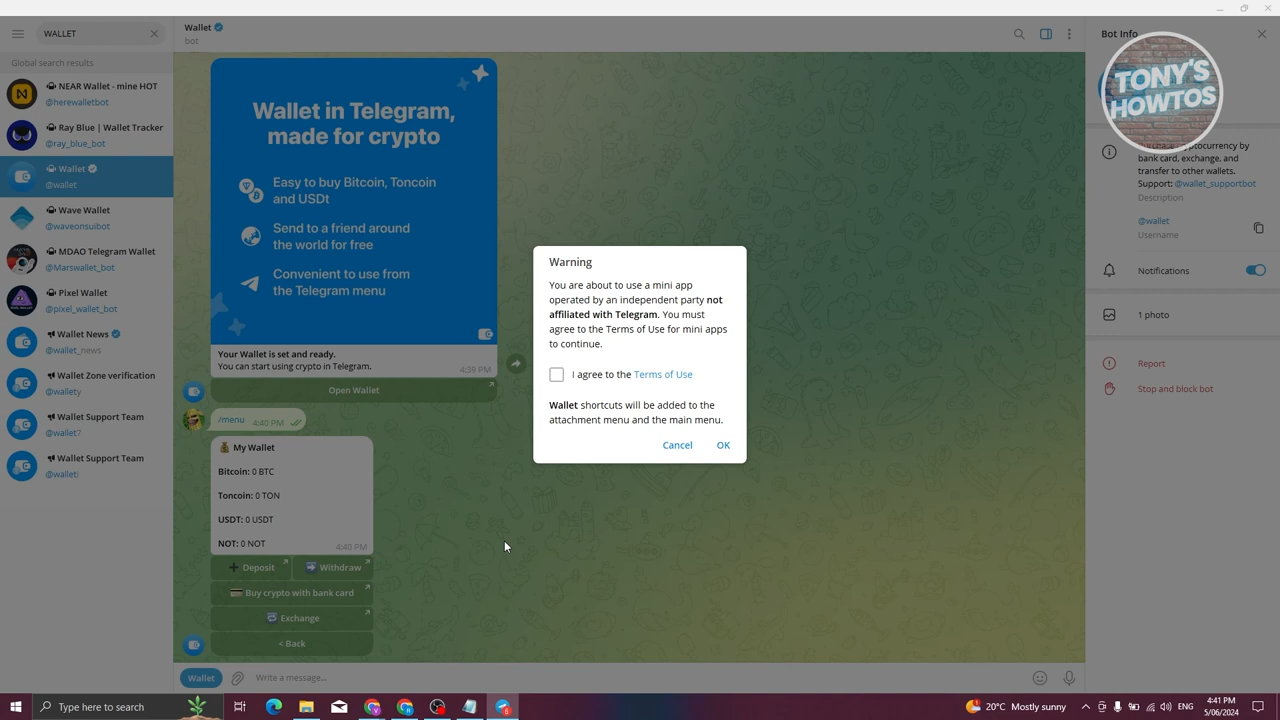 WALLET
Global search results
NEAR Wallet - mine HOT
@herewalletbot
Ray Blue | Wallet Tracker
@ray_blue_bot
Wallet
@wallet
Wave Wallet
@waveonsuibot
MDAO Telegram Wallet
@Marswallet_bot
Pixel Wallet
@pixel_wallet_bot
Wallet News
@wallet_news
Wallet Zone verification
@wallety
Wallet Support Team
@wallet7
Wallet Support Team
@walleti
Wallet
bot
Wallet in Telegram,
made for crypto
Easy to buy Bitcoin, Toncoin
and USDt
Send to a friend around
the world for free
Convenient to use from
the Telegram menu
Your Wallet is set and ready.
You can start using crypto in Telegram.
4:39 PM
Open Wallet
/menu
4:40 PM
My Wallet
Bitcoin: 0 BTC
Toncoin: 0 TON
USDT: 0 USDT
NOT: 0 NOT
4:40 PM
Deposit
Withdraw
Buy crypto with bank card
Exchange
< Back
Wallet
Write a message...
Warning
You are about to use a mini app
operated by an independent party not
affiliated with Telegram. You must
agree to the Terms of Use for mini apps
to continue.
I agree to the Terms of Use
Wallet shortcuts will be added to the
attachment menu and the main menu.
Cancel
OK
Bot Info
TONY'S
HOWTOS
cryptocurrency by
bank card, exchange, and
transfer to other wallets.
Support: @wallet_supportbot
Description
@wallet
Username
Notifications
1 photo
Report
Stop and block bot
Type here to search
20°C Mostly sunny
ENG
4:41 PM
5/06/2024